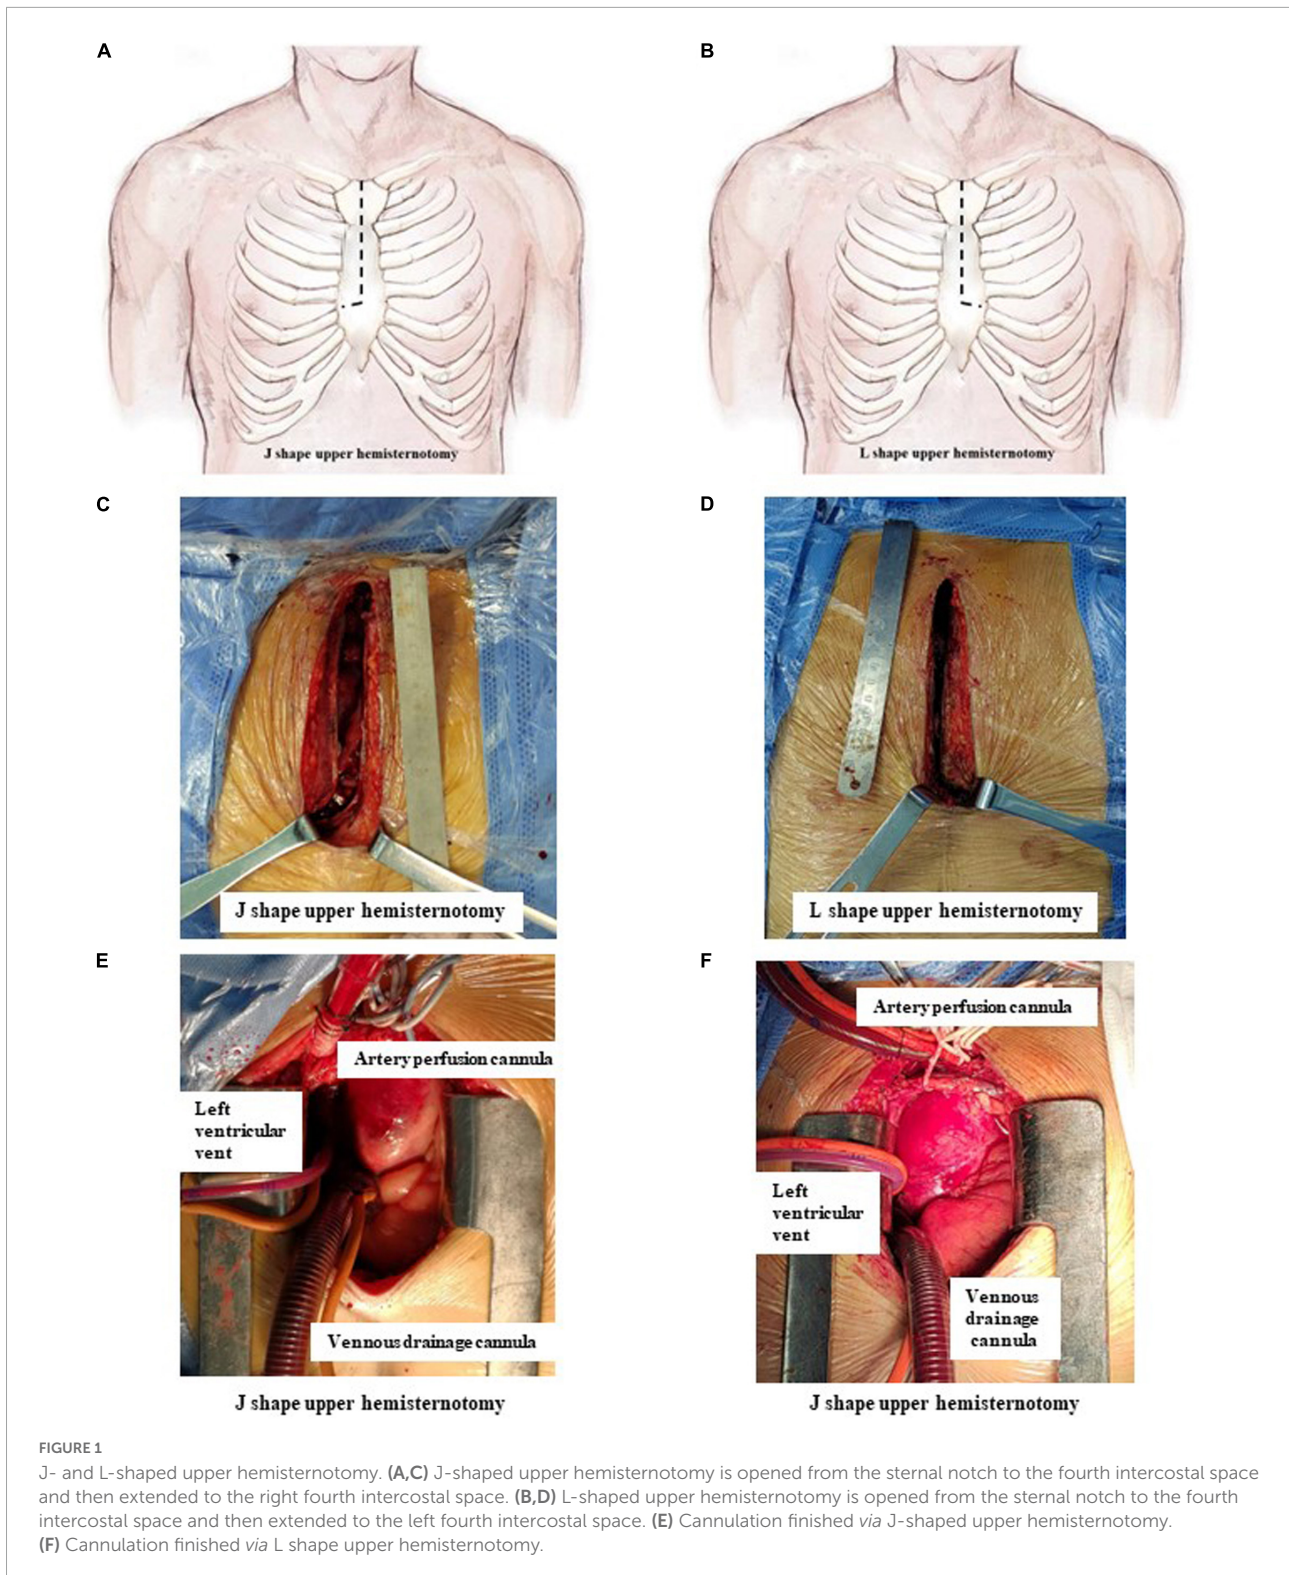 A
B
J shape upper hemisternotomy
L shape upper hemisternotomy
C
D
J shape upper hemisternotomy
L shape upper hemisternotomy
E
F
Artery perfusion cannula
Left
ventricular
vent
Vennous drainage cannula
J shape upper hemisternotomy
Artery perfusion cannula
Left
ventricular
vent
Vennous
drainage
cannula
J shape upper hemisternotomy
FIGURE 1
J- and L-shaped upper hemisternotomy. (A,C) J-shaped upper hemisternotomy is opened from the sternal notch to the fourth intercostal space
and then extended to the right fourth intercostal space. (B,D) L-shaped upper hemisternotomy is opened from the sternal notch to the fourth
intercostal space and then extended to the left fourth intercostal space. (E) Cannulation finished via J-shaped upper hemisternotomy.
(F) Cannulation finished via L shape upper hemisternotomy.